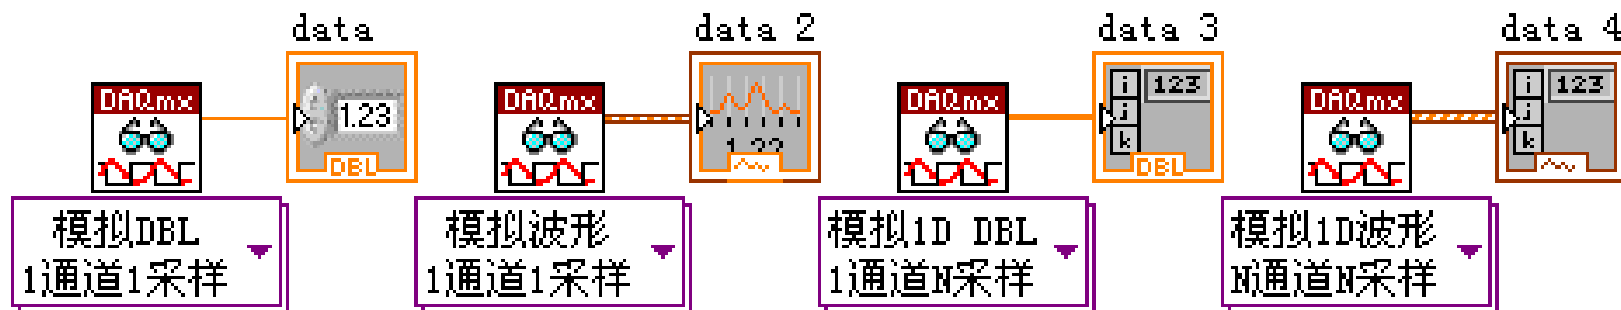 data
data 2
data 3
data 4
DAQmx
1.23
DBL
DAQmx
1.23
DAQmx
i
j
k
123
DBL
DAQmx
i
j
k
123
模拟DBL
1通道1采样
模拟波形
1通道1采样
模拟1D DBL
1通道N采样
模拟1D波形
N通道N采样